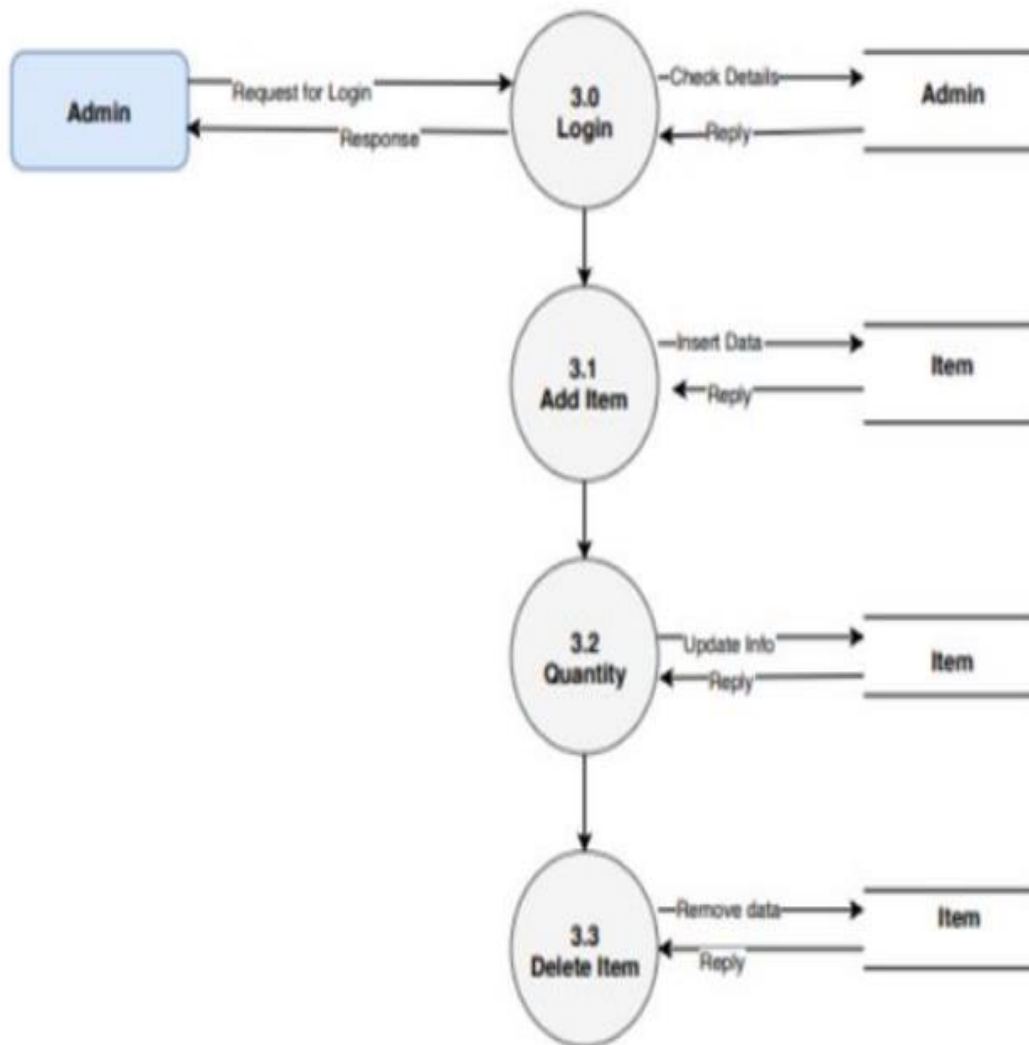 Admin
Request for Login
Response
3.0
Login
Check Details
Reply
Admin
3.1
Add Item
Insert Data
Reply
Item
3.2
Quantity
Update Info
Reply
Item
3.3
Delete Item
Remove data
Reply
Item